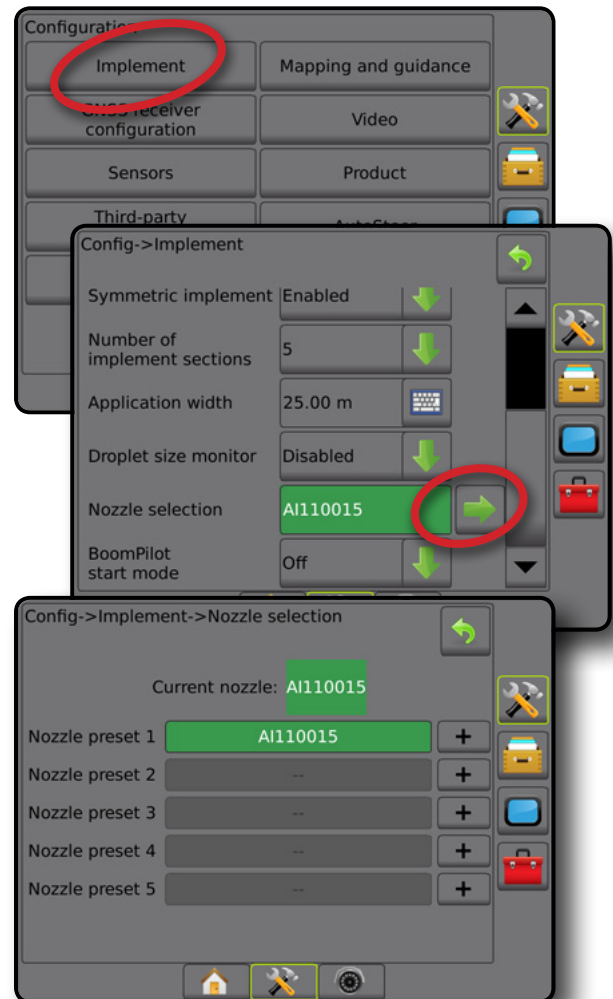 Configuration
Implement
Mapping and guidance
GNSS receiver
configuration
Video
Sensors
Product
Third-party
AutoSteer
Config->Implement
Symmetric implement
Enabled
Number of
implement sections
5
Application width
25.00 m
Droplet size monitor
Disabled
Nozzle selection
AI110015
BoomPilot
start mode
Off
Config->Implement->Nozzle selection
Current nozzle: AI110015
Nozzle preset 1
AI110015
+
Nozzle preset 2
--
+
Nozzle preset 3
--
+
Nozzle preset 4
--
+
Nozzle preset 5
--
+